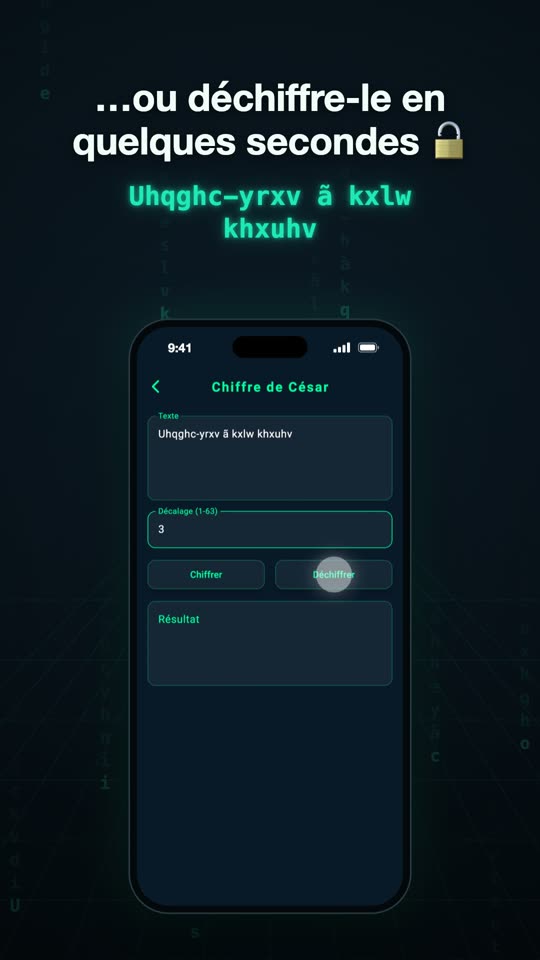 ...ou déchiffre-le en
quelques secondes 🔓
Uhqghc-yrxv ã kxlw
khxuhv
9:41
Chiffre de César
Texte
Uhqghc-yrxv ã kxlw khxuhv
Décalage (1-63)
3
Chiffrer
Déchiffrer
Résultat